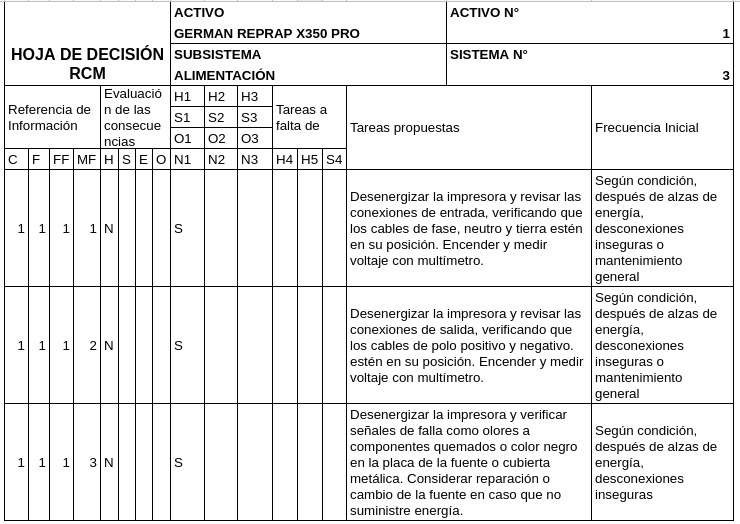 HOJA DE DECISIÓN
RCM
ACTIVO
GERMAN REPRAP X350 PRO
ACTIVO N°
1
SUBSISTEMA
ALIMENTACIÓN
SISTEMA N°
3
Referencia de
Información
Evaluació
n de las
consecue
ncias
H1 H2 H3
S1 S2 S3
O1 O2 O3
Tareas a
falta de
Tareas propuestas
Frecuencia Inicial
C F FF MF H S E O N1 N2 N3 H4 H5 S4
1 1 1 1 N S
Desenergizar la impresora y revisar las
conexiones de entrada, verificando que
los cables de fase, neutro y tierra estén
en su posición. Encender y medir
voltaje con multímetro.
Según condición,
después de alzas de
energía,
desconexiones
inseguras o
mantenimiento
general
1 1 1 2 N S
Desenergizar la impresora y revisar las
conexiones de salida, verificando que
los cables de polo positivo y negativo.
estén en su posición. Encender y medir
voltaje con multímetro.
Según condición,
después de alzas de
energía,
desconexiones
inseguras o
mantenimiento
general
1 1 1 3 N S
Desenergizar la impresora y verificar
señales de falla como olores a
componentes quemados o color negro
en la placa de la fuente o cubierta
metálica. Considerar reparación o
cambio de la fuente en caso que no
suministre energía.
Según condición,
después de alzas de
energía,
desconexiones
inseguras